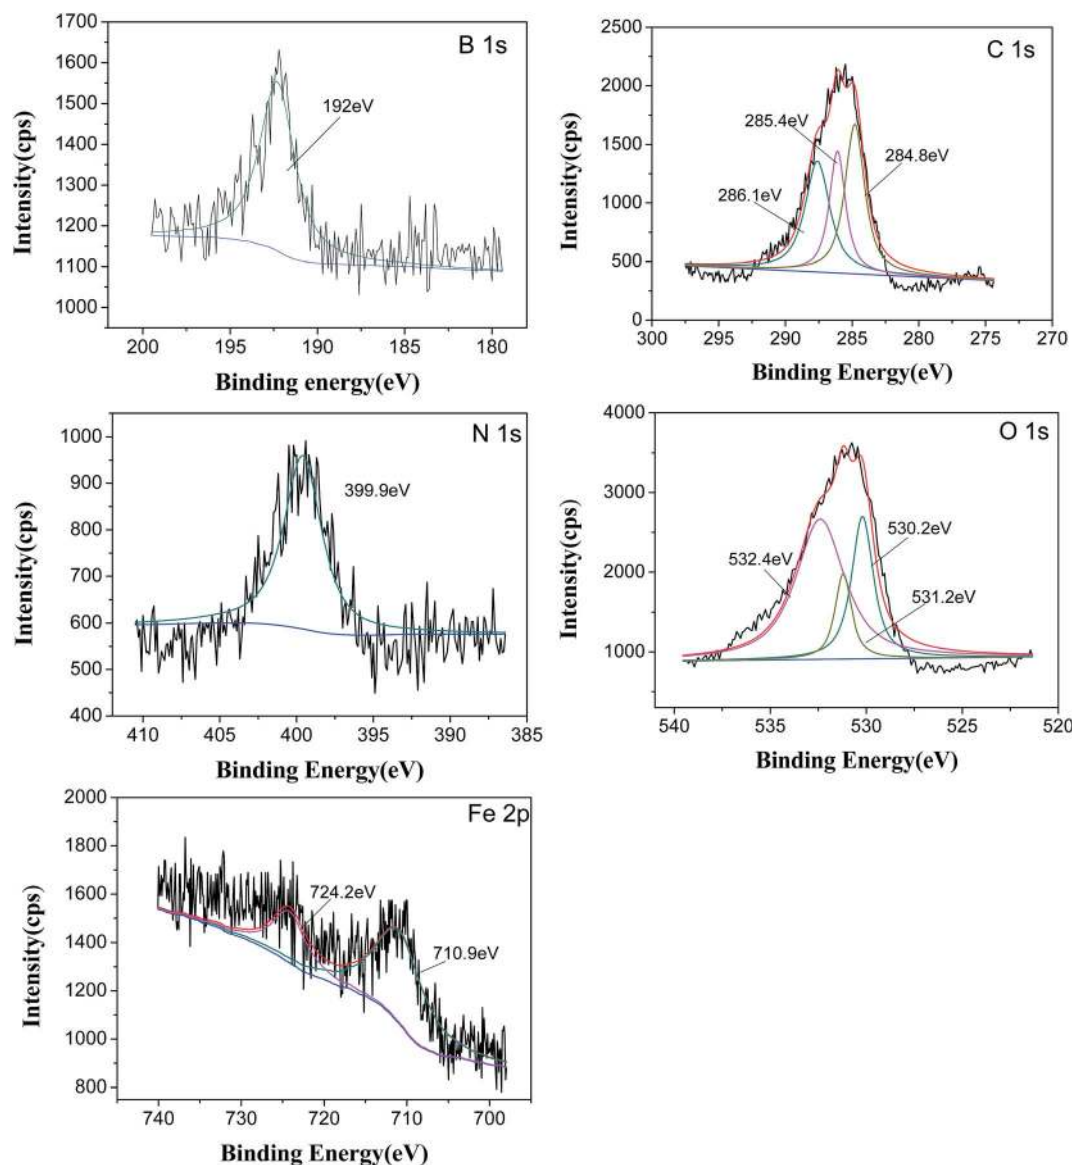 B 1s
1700
1600
1500
1400
1300
1200
1100
1000
Intensity(cps)
192eV
200 195 190 185 180
Binding energy(eV)
C 1s
2500
2000
1500
1000
500
0
Intensity(cps)
285.4eV
284.8eV
286.1eV
300 295 290 285 280 275 270
Binding Energy(eV)
N 1s
1000
900
800
700
600
500
400
Intensity(cps)
399.9eV
410 405 400 395 390 385
Binding Energy(eV)
O 1s
4000
3000
2000
1000
Intensity(cps)
532.4eV
530.2eV
531.2eV
540 535 530 525 520
Binding Energy(eV)
Fe 2p
2000
1800
1600
1400
1200
1000
800
Intensity(cps)
724.2eV
710.9eV
740 730 720 710 700
Binding Energy(eV)